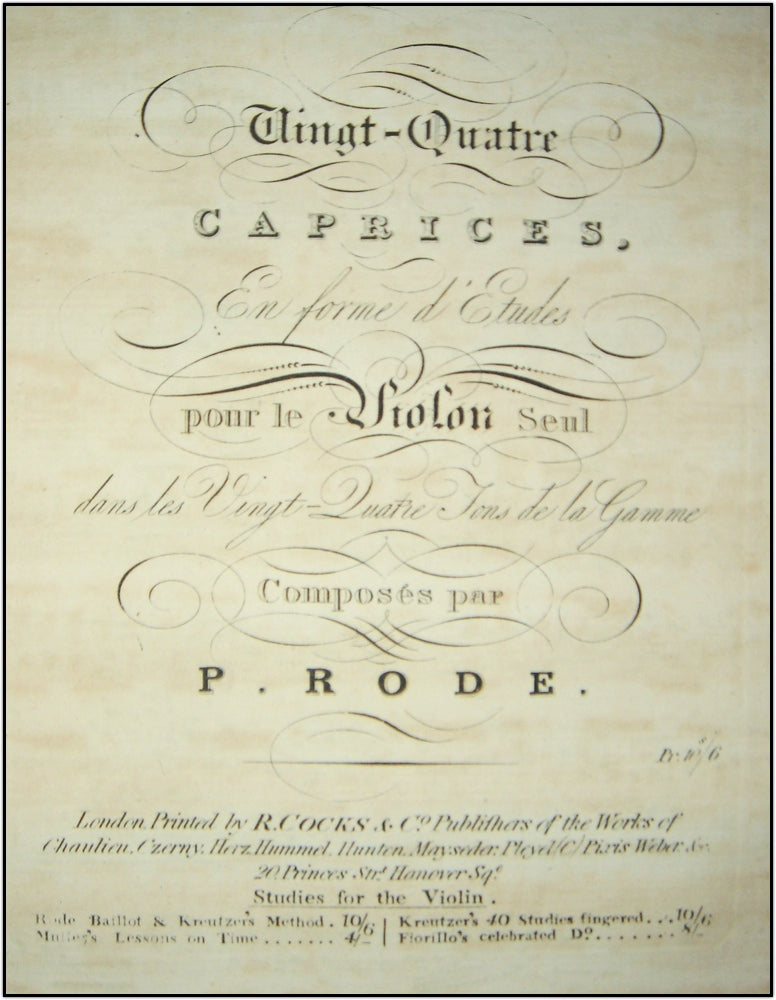 Vingt-Quatre
CAPRICES,
En forme d'Etudes
pour le Violon Seul
dans les Vingt-Quatre Tons de la Gamme
Composés par
P. RODE.
Pr. 10/6
London, Printed by R. COCKS & Co. Publishers of the Works of
Chaulieu, Czerny, Herz, Hummel, Hunten, Mayseder, Pleyel (C) Pixis Weber &c.
20 Princes Strt. Hanover Sqe.
Studies for the Violin.
Rode Baillot & Kreutzer's Method. 10/6 | Kreutzer's 40 Studies fingered...10/6
Lessons on Time....... 4/- | Fiorillo's celebrated Do........ 8/-